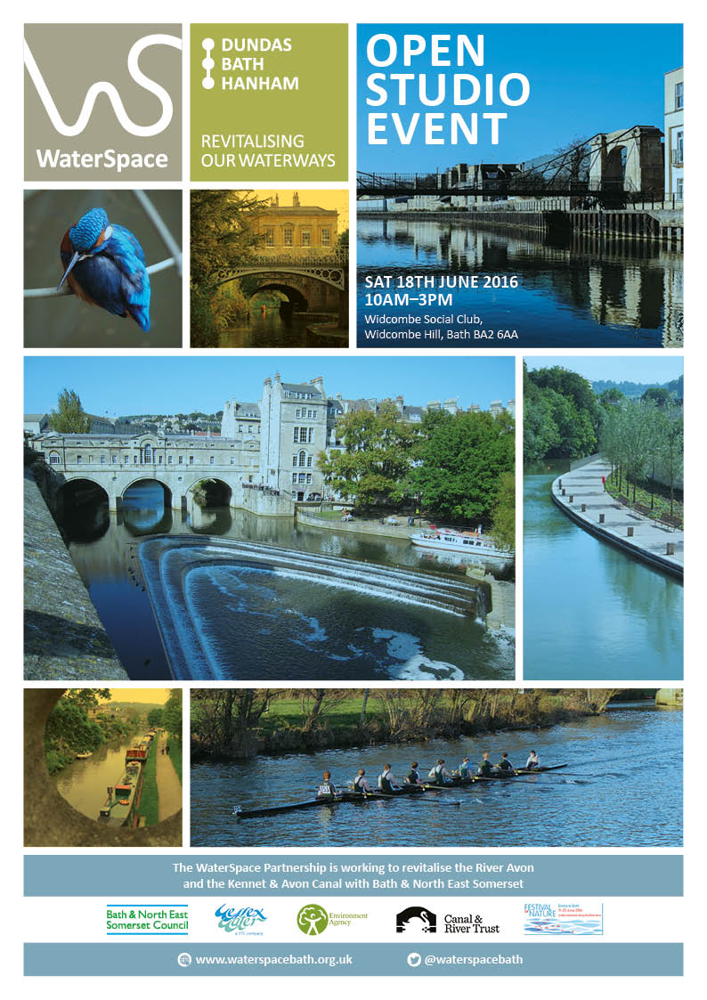 WS
WaterSpace
DUNDAS
BATH
HANHAM
REVITALISING
OUR WATERWAYS
OPEN
STUDIO
EVENT
SAT 18TH JUNE 2016
10AM–3PM
Widcombe Social Club,
Widcombe Hill, Bath BA2 6AA
The WaterSpace Partnership is working to revitalise the River Avon
and the Kennet & Avon Canal with Bath & North East Somerset
Bath & North East
Somerset Council
wessex
water
a YTL company
Environment
Agency
Canal &
River Trust
FESTIVAL
OF NATURE
www.waterspacebath.org.uk
@waterspacebath